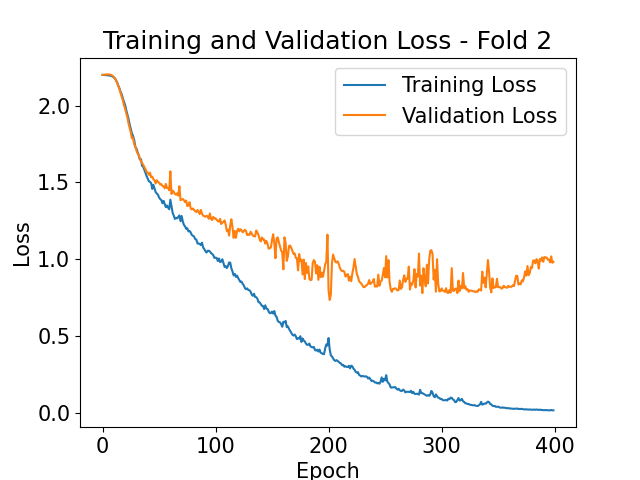 Training and Validation Loss - Fold 2
Training Loss
Validation Loss
Loss
2.0
1.5
1.0
0.5
0.0
0 100 200 300 400
Epoch